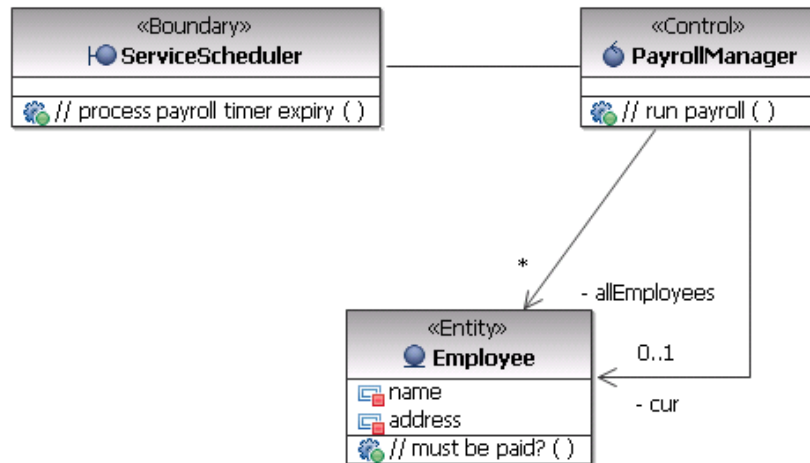 «Boundary»
ServiceScheduler
// process payroll timer expiry ( )
«Control»
PayrollManager
// run payroll ( )
*
- allEmployees
«Entity»
Employee
name
address
// must be paid? ( )
0..1
- cur